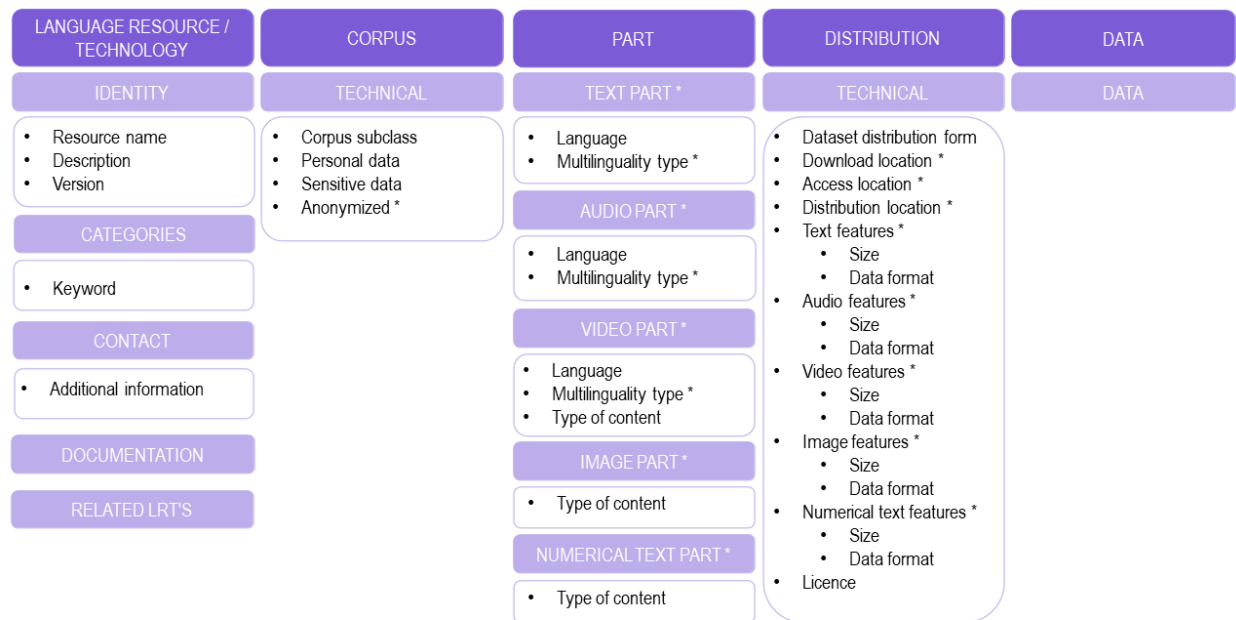 LANGUAGE RESOURCE /
TECHNOLOGY
IDENTITY
• Resource name
• Description
• Version
CATEGORIES
• Keyword
CONTACT
• Additional information
DOCUMENTATION
RELATED LRT'S
CORPUS
TECHNICAL
• Corpus subclass
• Personal data
• Sensitive data
• Anonymized *
PART
TEXT PART *
• Language
• Multilinguality type *
AUDIO PART *
• Language
• Multilinguality type *
VIDEO PART *
• Language
• Multilinguality type *
• Type of content
IMAGE PART *
• Type of content
NUMERICAL TEXT PART *
• Type of content
DISTRIBUTION
TECHNICAL
• Dataset distribution form
• Download location *
• Access location *
• Distribution location *
• Text features *
• Size
• Data format
• Audio features *
• Size
• Data format
• Video features *
• Size
• Data format
• Image features *
• Size
• Data format
• Numerical text features *
• Size
• Data format
• Licence
DATA
DATA